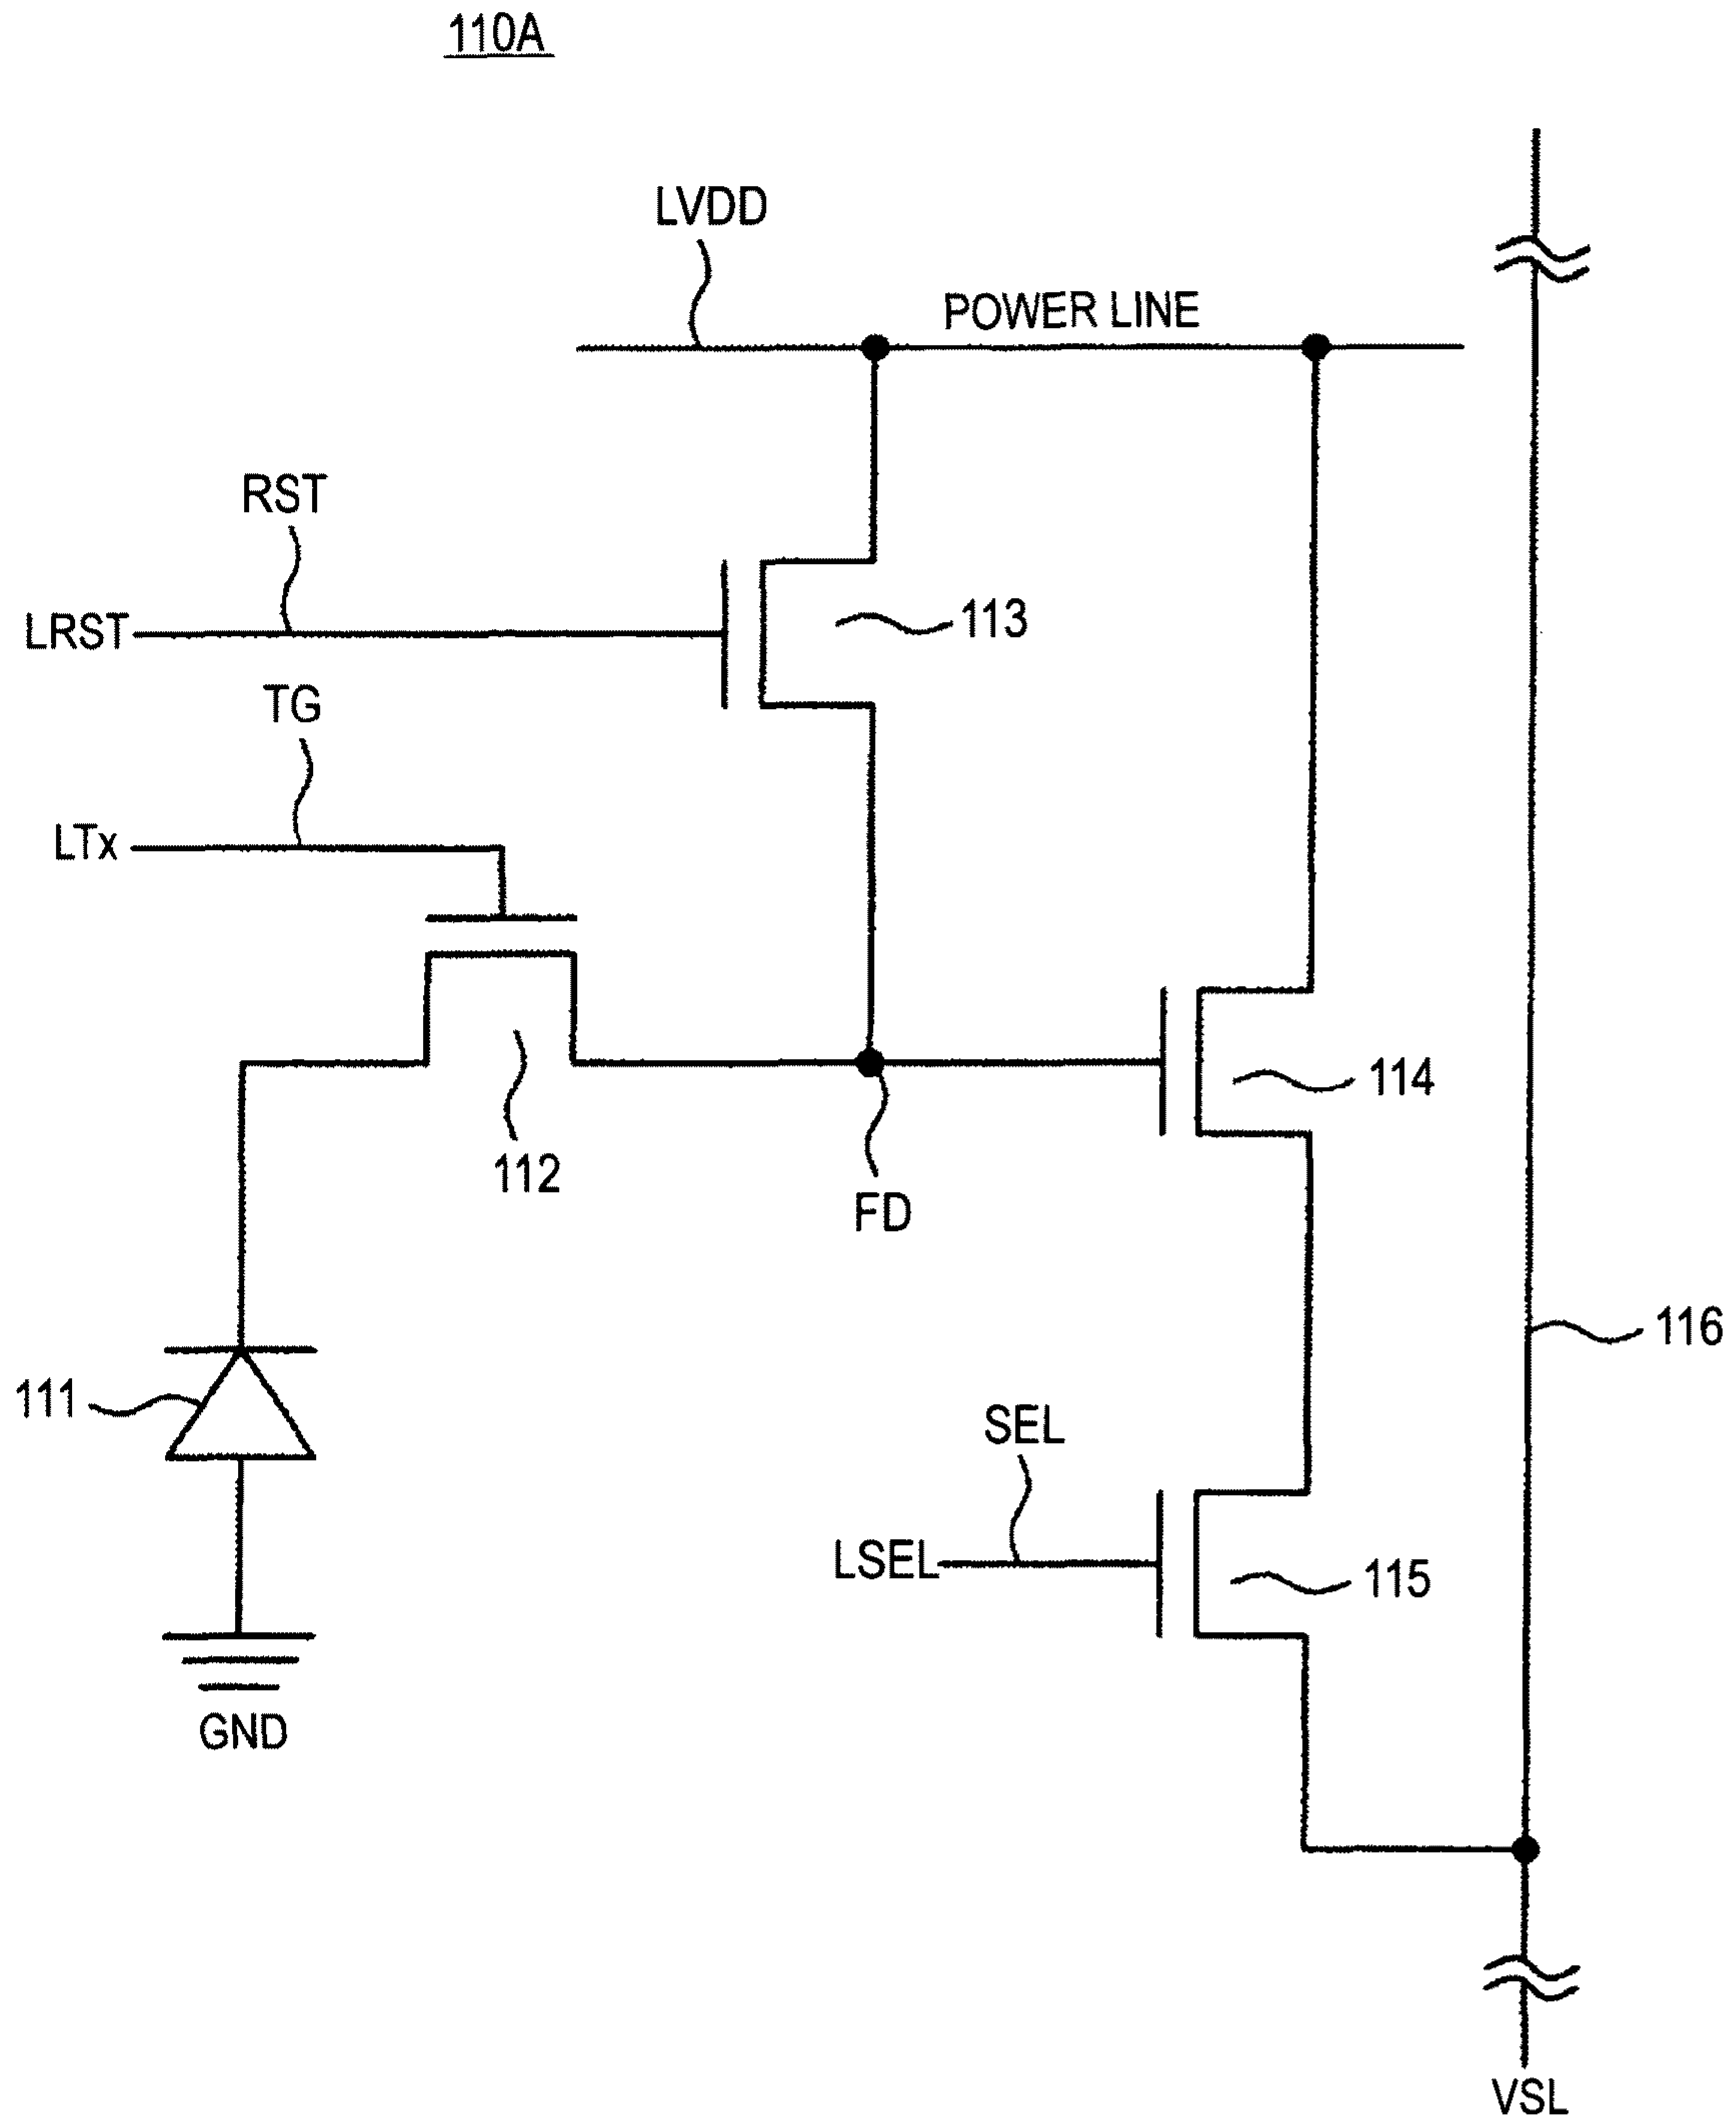 110A
LVDD
POWER LINE
RST
LRST
113
TG
LTx
114
112
FD
116
111
SEL
LSEL
115
GND
VSL